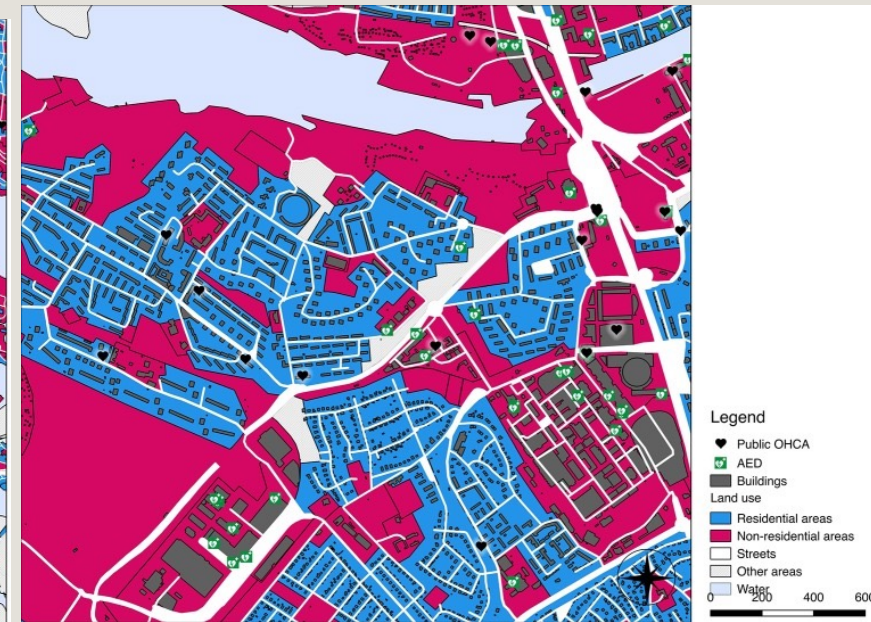 Legend
Public OHCA
AED
Buildings
Land use
Residential areas
Non-residential areas
Streets
Other areas
Water
0 200 400 600